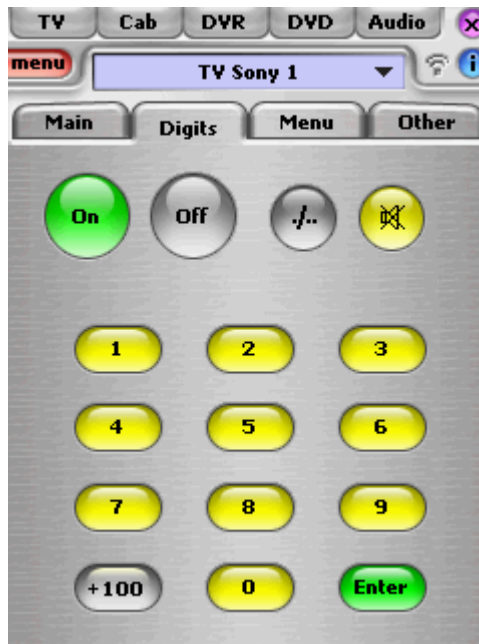 TV Cab DVR DVD Audio x
menu TV Sony 1 i
Main Digits Menu Other
On Off ./..
1 2 3
4 5 6
7 8 9
+100 0 Enter